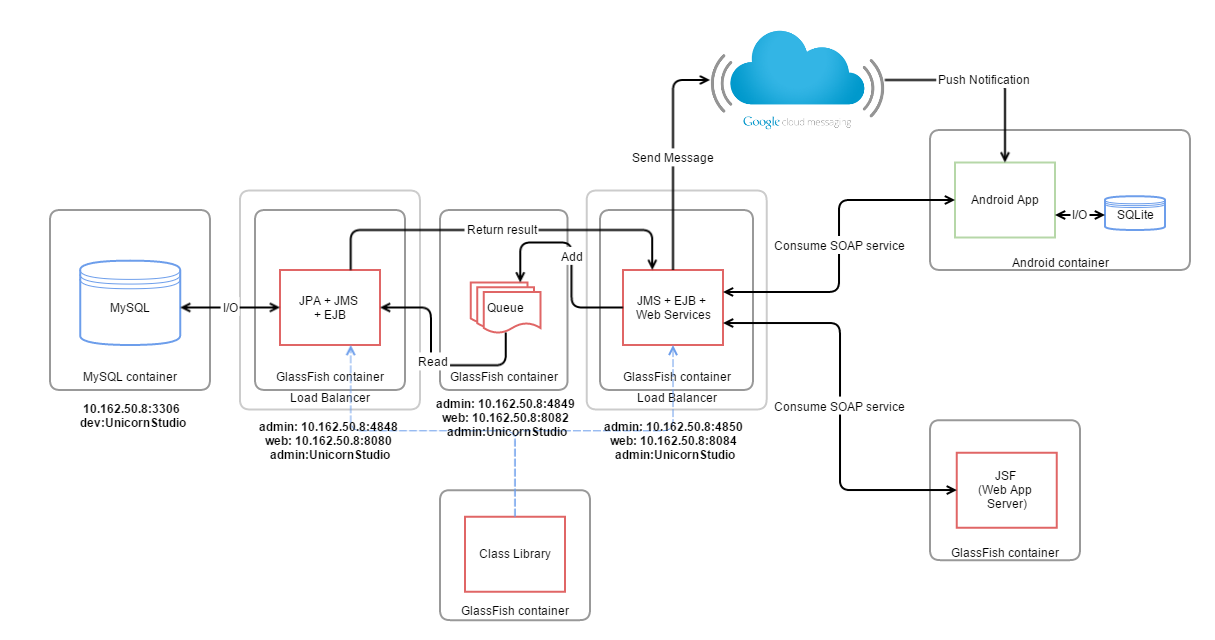 Push Notification
Google cloud messaging
Send Message
Android App
I/O
SQLite
Consume SOAP service
Android container
Return result
Add
MySQL
I/O
JPA + JMS
+ EJB
Queue
JMS + EJB +
Web Services
Read
MySQL container
GlassFish container
GlassFish container
GlassFish container
Load Balancer
Load Balancer
10.162.50.8:3306
dev:UnicornStudio
admin: 10.162.50.8:4848
web: 10.162.50.8:8080
admin:UnicornStudio
admin: 10.162.50.8:4849
web: 10.162.50.8:8082
admin:UnicornStudio
admin: 10.162.50.8:4850
web: 10.162.50.8:8084
admin:UnicornStudio
Consume SOAP service
JSF
(Web App
Server)
GlassFish container
Class Library
GlassFish container